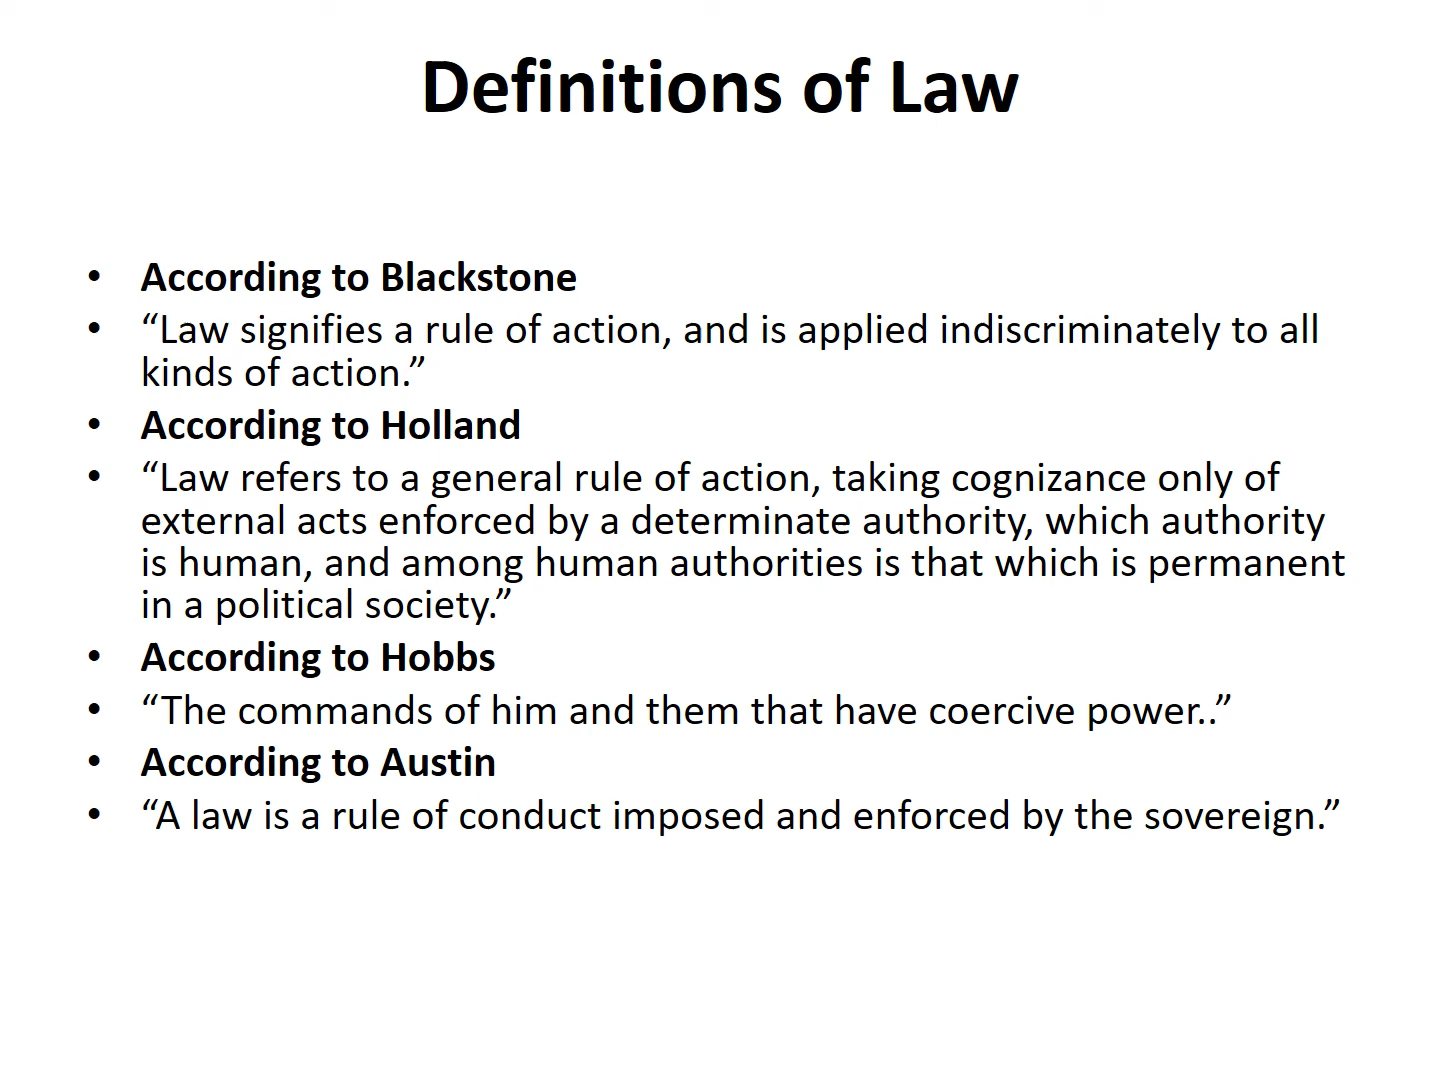 Definitions of Law
• According to Blackstone
• “Law signifies a rule of action, and is applied indiscriminately to all
kinds of action.”
• According to Holland
• “Law refers to a general rule of action, taking cognizance only of
external acts enforced by a determinate authority, which authority
is human, and among human authorities is that which is permanent
in a political society.”
• According to Hobbs
• “The commands of him and them that have coercive power..”
• According to Austin
• “A law is a rule of conduct imposed and enforced by the sovereign.”